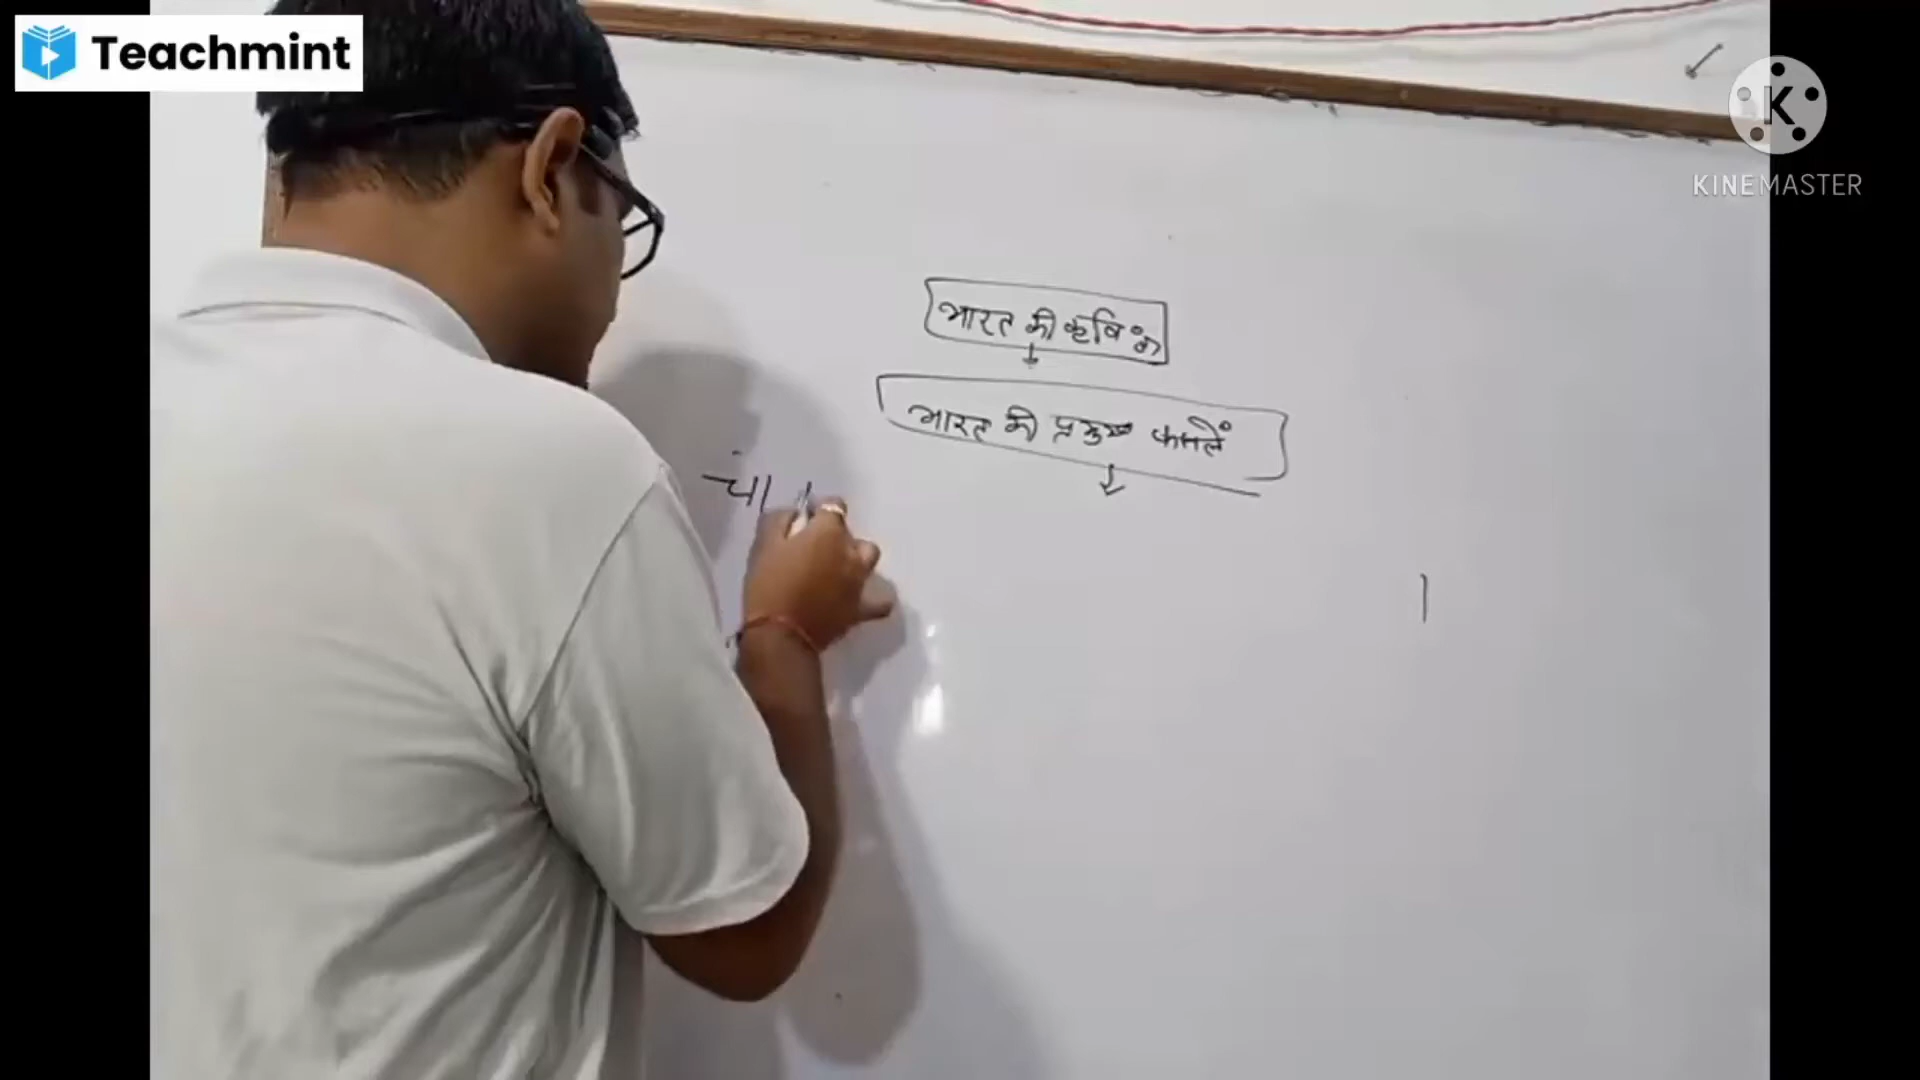 Teachmint
KINEMASTER
भारत की कृषि के
भारत की प्रमुख फसलें
चा